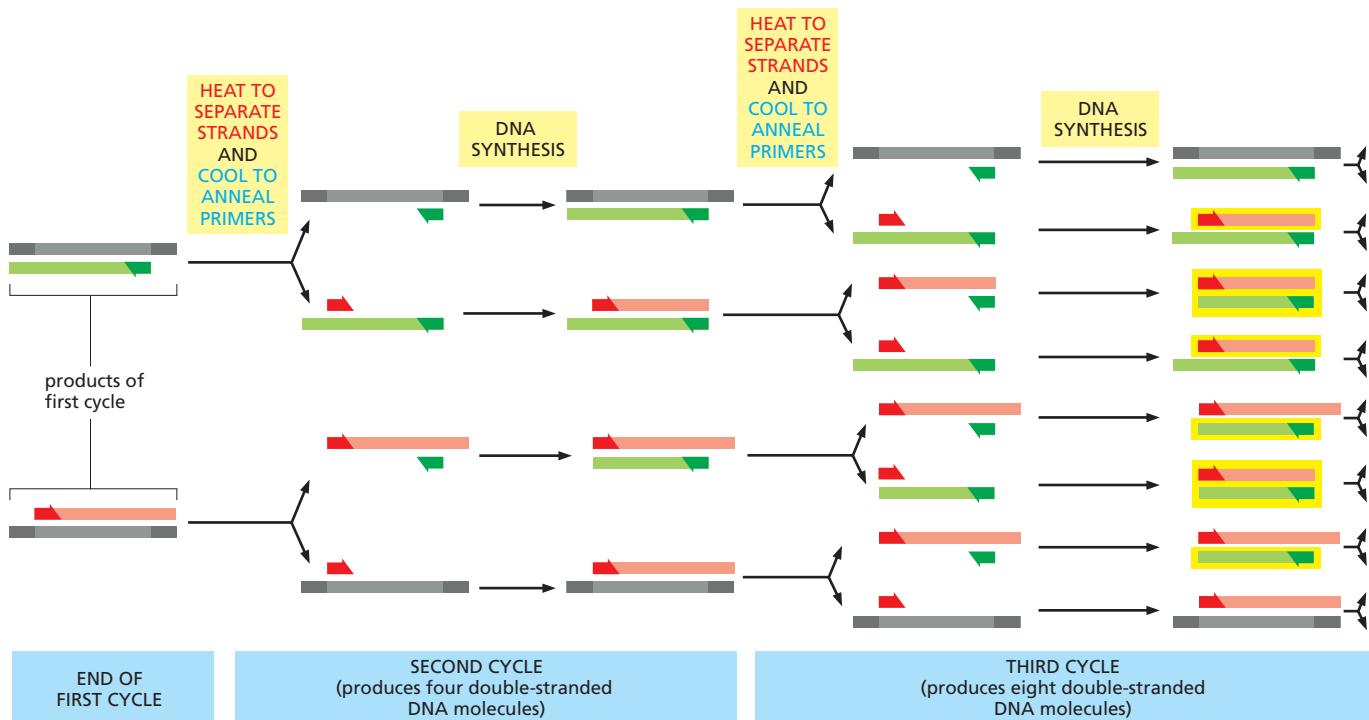 HEAT TO
SEPARATE
STRANDS
AND
COOL TO
ANNEAL
PRIMERS
DNA
SYNTHESIS
HEAT TO
SEPARATE
STRANDS
AND
COOL TO
ANNEAL
PRIMERS
DNA
SYNTHESIS
products of
first cycle
END OF
FIRST CYCLE
SECOND CYCLE
(produces four double-stranded
DNA molecules)
THIRD CYCLE
(produces eight double-stranded
DNA molecules)